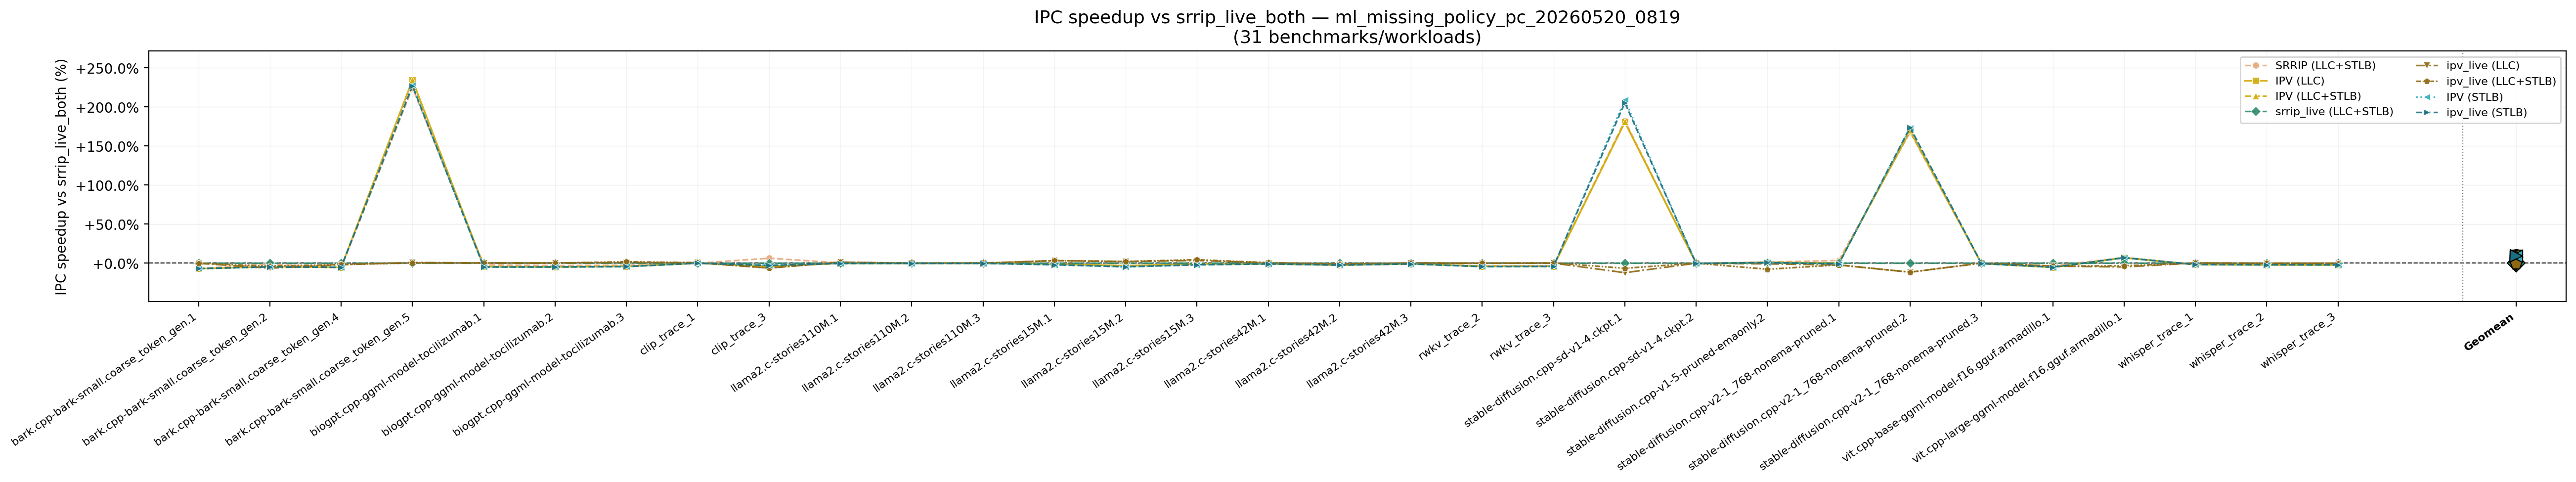 IPC speedup vs srrip_live_both — ml_missing_policy_pc_20260520_0819
(31 benchmarks/workloads)
IPC speedup vs srrip_live_both (%)
+250.0%
+200.0%
+150.0%
+100.0%
+50.0%
+0.0%
SRRIP (LLC+STLB)
IPV (LLC)
IPV (LLC+STLB)
srrip_live (LLC+STLB)
ipv_live (LLC)
ipv_live (LLC+STLB)
IPV (STLB)
ipv_live (STLB)
bark.cpp-bark-small.coarse_token_gen.1
bark.cpp-bark-small.coarse_token_gen.2
bark.cpp-bark-small.coarse_token_gen.4
bark.cpp-bark-small.coarse_token_gen.5
biogpt.cpp-ggml-model-tocilizumab.1
biogpt.cpp-ggml-model-tocilizumab.2
biogpt.cpp-ggml-model-tocilizumab.3
clip_trace_1
clip_trace_3
llama2.c-stories110M.1
llama2.c-stories110M.2
llama2.c-stories110M.3
llama2.c-stories15M.1
llama2.c-stories15M.2
llama2.c-stories15M.3
llama2.c-stories42M.1
llama2.c-stories42M.2
llama2.c-stories42M.3
rwkv_trace_2
rwkv_trace_3
stable-diffusion.cpp-sd-v1-4-ckpt.1
stable-diffusion.cpp-sd-v1-4-ckpt.2
stable-diffusion.cpp-v1-5-pruned-emaonly.2
stable-diffusion.cpp-v2-1_768-nonema-pruned.1
stable-diffusion.cpp-v2-1_768-nonema-pruned.2
stable-diffusion.cpp-v2-1_768-nonema-pruned.3
vit.cpp-base-ggml-model-f16.gguf.armadillo.1
vit.cpp-large-ggml-model-f16.gguf.armadillo.1
whisper_trace_1
whisper_trace_2
whisper_trace_3
Geomean